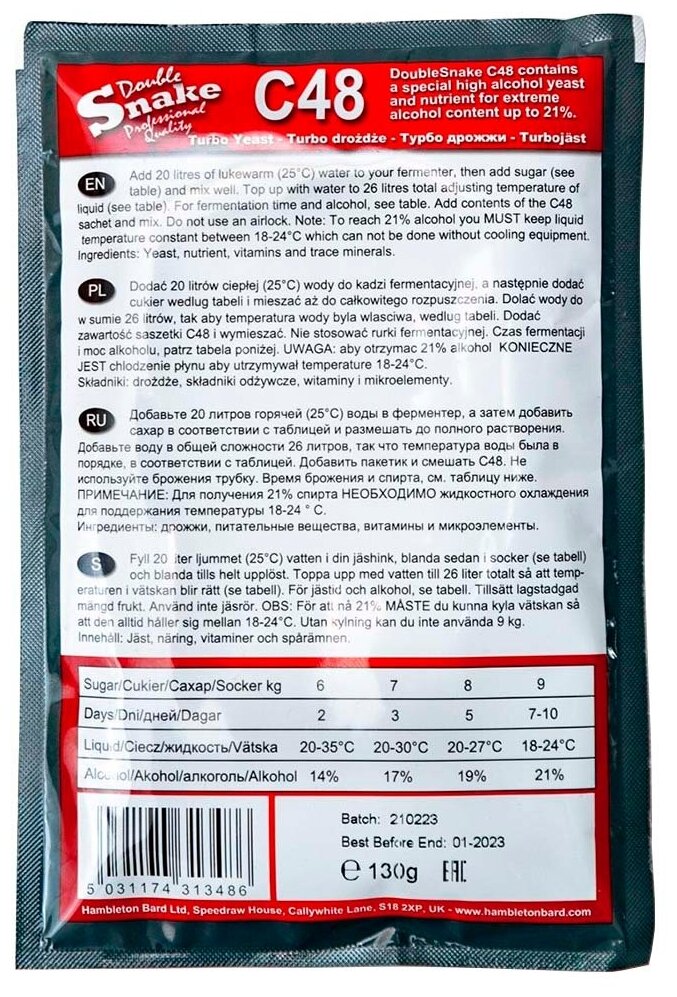 Double
Snake
Professional
Quality
C48
DoubleSnake C48 contains
a special high alcohol yeast
and nutrient for extreme
alcohol content up to 21%.
Turbo Yeast - Turbo drożdże - Турбо дрожжи - Turbojäst
EN Add 20 litres of lukewarm (25°C) water to your fermenter, then add sugar (see
table) and mix well. Top up with water to 26 litres total adjusting temperature of
liquid (see table). For fermentation time and alcohol, see table. Add contents of the C48
sachet and mix. Do not use an airlock. Note: To reach 21% alcohol you MUST keep liquid
temperature constant between 18-24°C which can not be done without cooling equipment.
Ingredients: Yeast, nutrient, vitamins and trace minerals.
PL Dodać 20 litrów ciepłej (25°C) wody do kadzi fermentacyjnej, a następnie dodać
cukier wedlug tabeli i mieszać aż do całkowitego rozpuszczenia. Dolać wody do
w sumie 26 litrów, tak aby temperatura wody byla wlasciwa, wedlug tabeli. Dodać
zawartość saszetki C48 i wymieszać. Nie stosować rurki fermentacyjnej. Czas fermentacji
i moc alkoholu, patrz tabela poniżej. UWAGA: aby otrzymac 21% alkohol KONIECZNE
JEST chlodzenie płynu aby utrzymywał temperature 18-24°C.
Składniki: drożdże, składniki odżywcze, witaminy i mikroelementy.
RU Добавьте 20 литров горячей (25°C) воды в ферментер, а затем добавить
сахар в соответствии с таблицей и размешать до полного растворения.
Добавьте воду в общей сложности 26 литров, так что температура воды была в
порядке, в соответствии с таблицей. Добавить пакетик и смешать C48. Не
используйте брожения трубку. Время брожения и спирта, см. таблицу ниже.
ПРИМЕЧАНИЕ: Для получения 21% спирта НЕОБХОДИМО жидкостного охлаждения
для поддержания температуры 18-24 ° C.
Ингредиенты: дрожжи, питательные вещества, витамины и микроэлементы.
S Fyll 20 liter ljummet (25°C) vatten i din jäshink, blanda sedan i socker (se tabell)
och blanda tills helt upplöst. Toppa upp med vatten till 26 liter totalt så att temp-
eraturen i vätskan blir rätt (se tabell). För jästid och alkohol, se tabell. Tillsätt lagstadgad
mängd frukt. Använd inte jäsrör. OBS: För att nå 21% MÅSTE du kunna kyla vätskan så
att den alltid håller sig mellan 18-24°C. Utan kylning kan du inte använda 9 kg.
Innehåll: Jäst, näring, vitaminer och spårämnen.
Sugar/Cukier/Сахар/Socker kg 6 7 8 9
Days/Dni/дней/Dagar 2 3 5 7-10
Liquid/Ciecz/жидкость/Vätska 20-35°C 20-30°C 20-27°C 18-24°C
Alcohol/Akohol/алкоголь/Alkohol 14% 17% 19% 21%
Batch: 210223
Best Before End: 01-2023
℮ 130g EAC
5 031174 313486
Hambleton Bard Ltd, Speedraw House, Callywhite Lane, S18 2XP, UK - www.hambletonbard.com